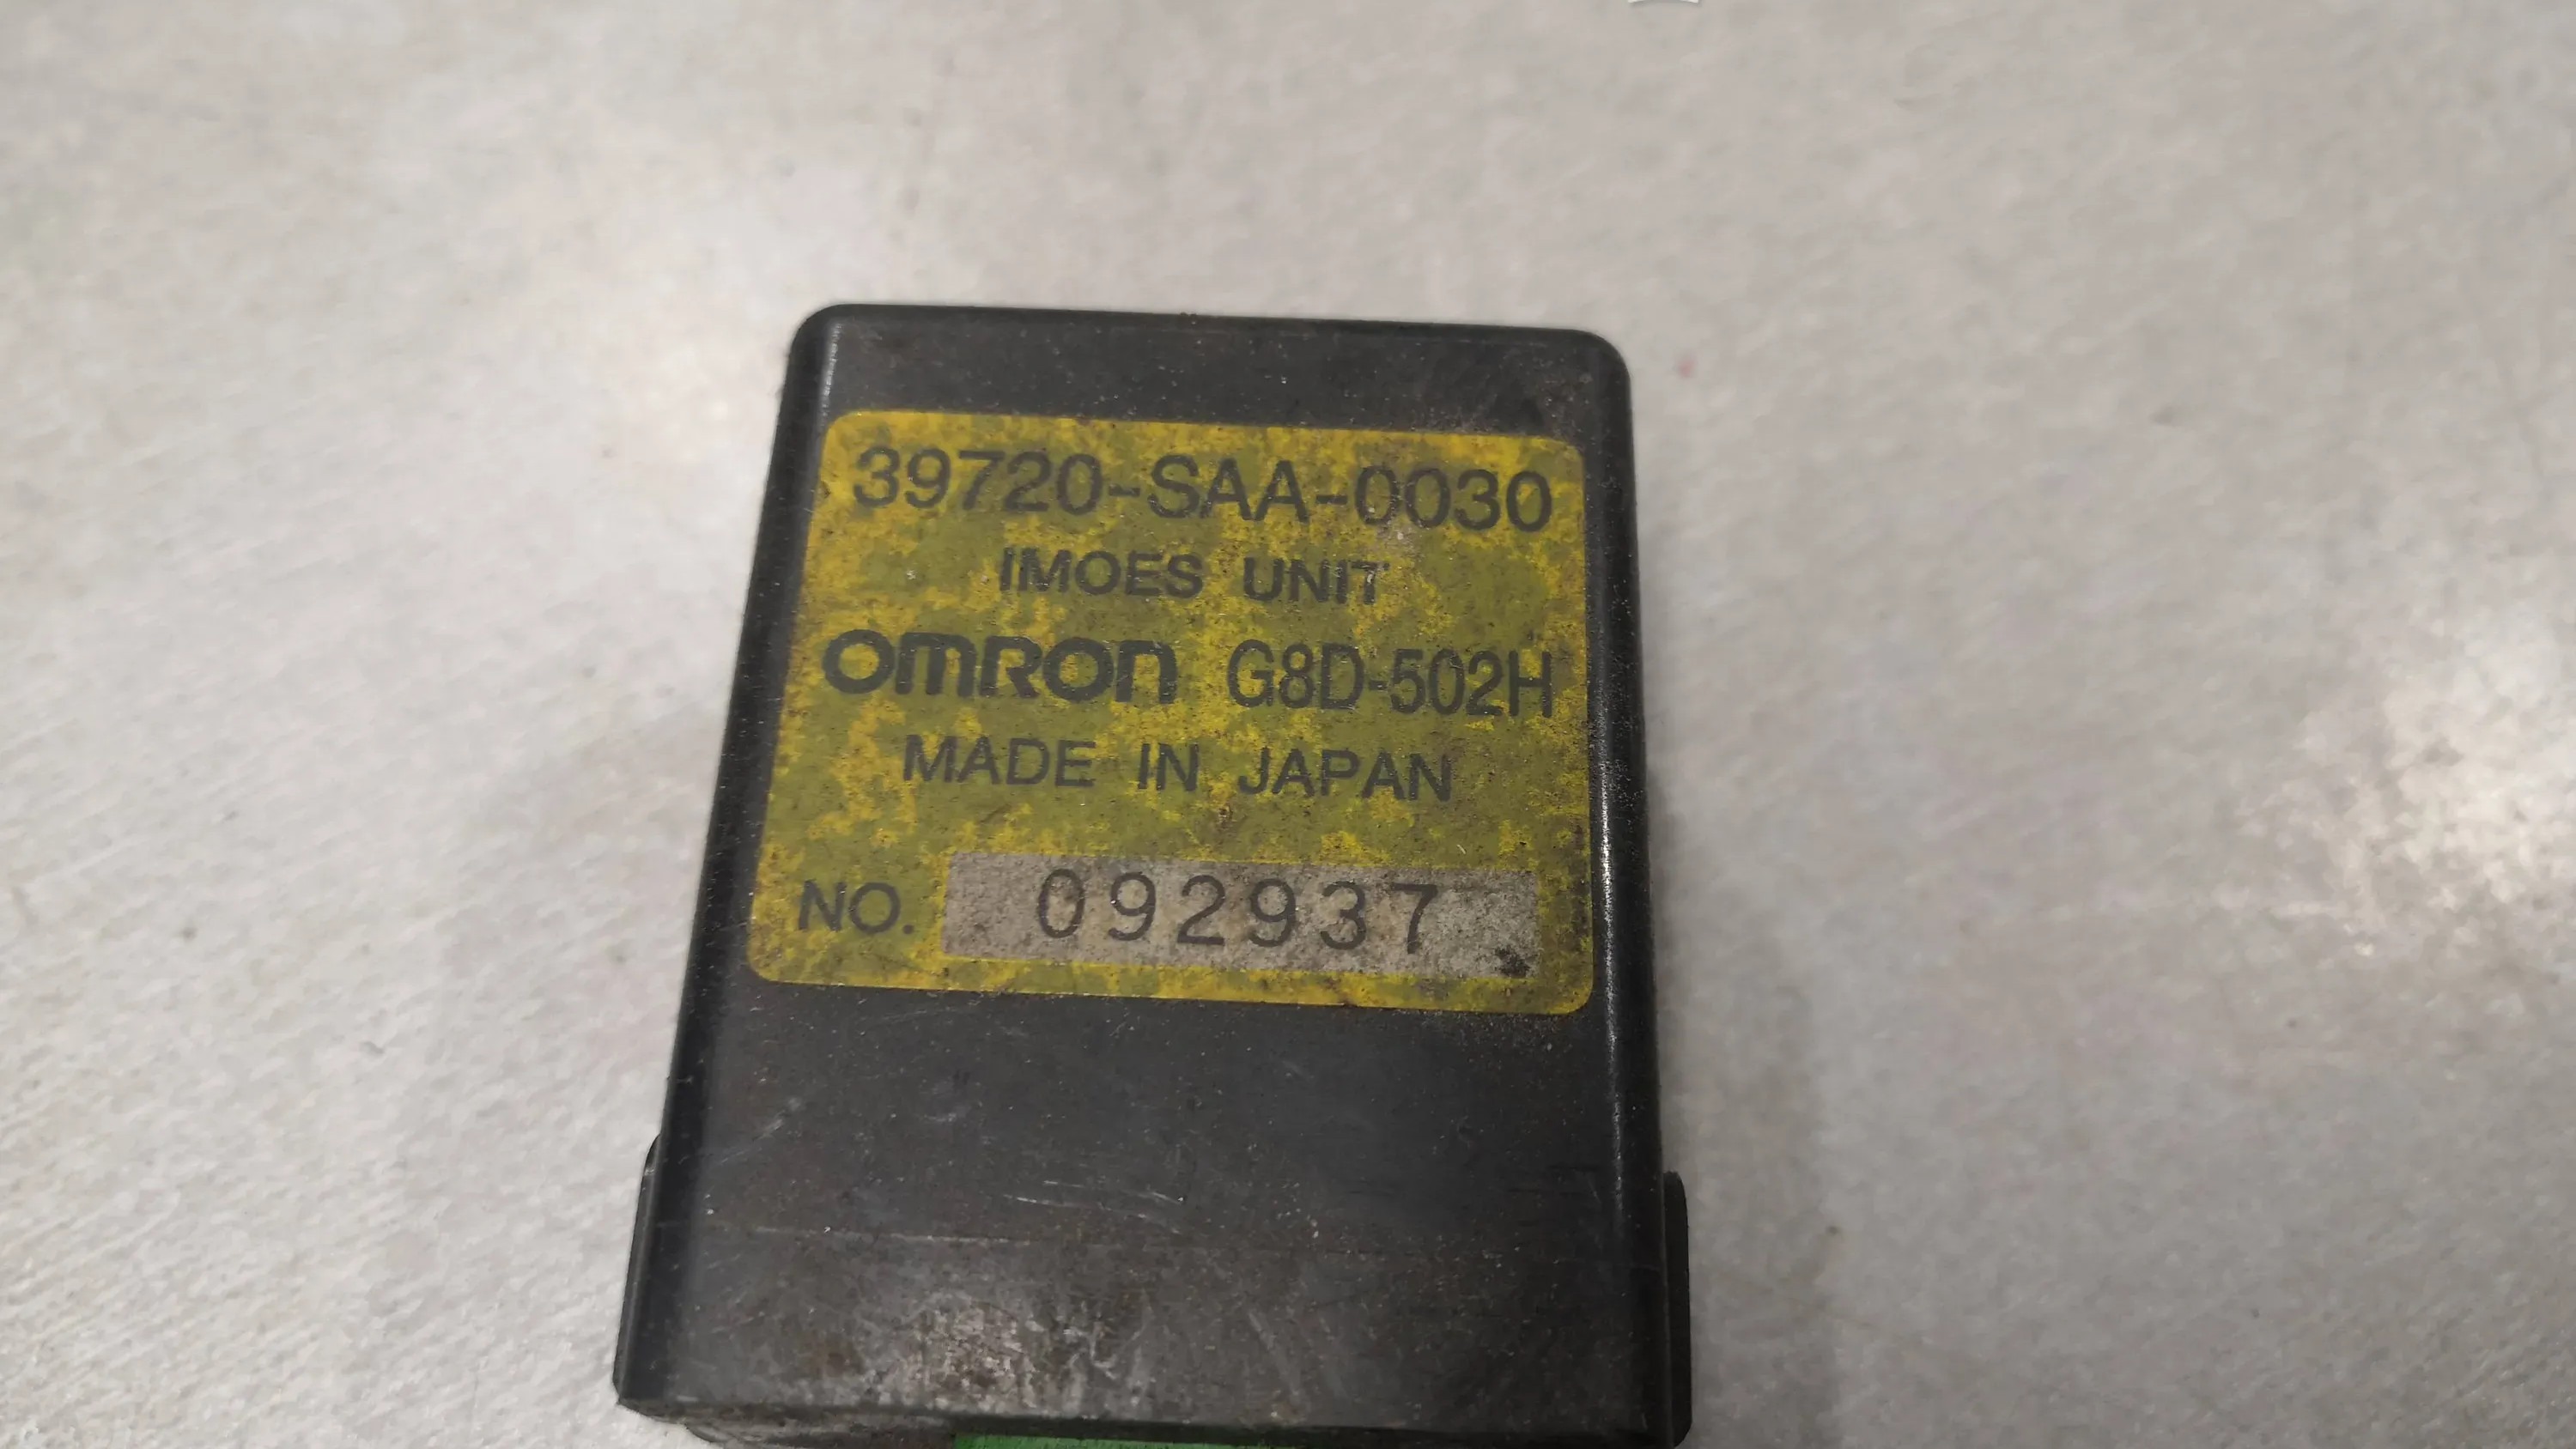 39720-SAA-0030
IMOES UNIT
OMRON G8D-502H
MADE IN JAPAN
NO. 092937